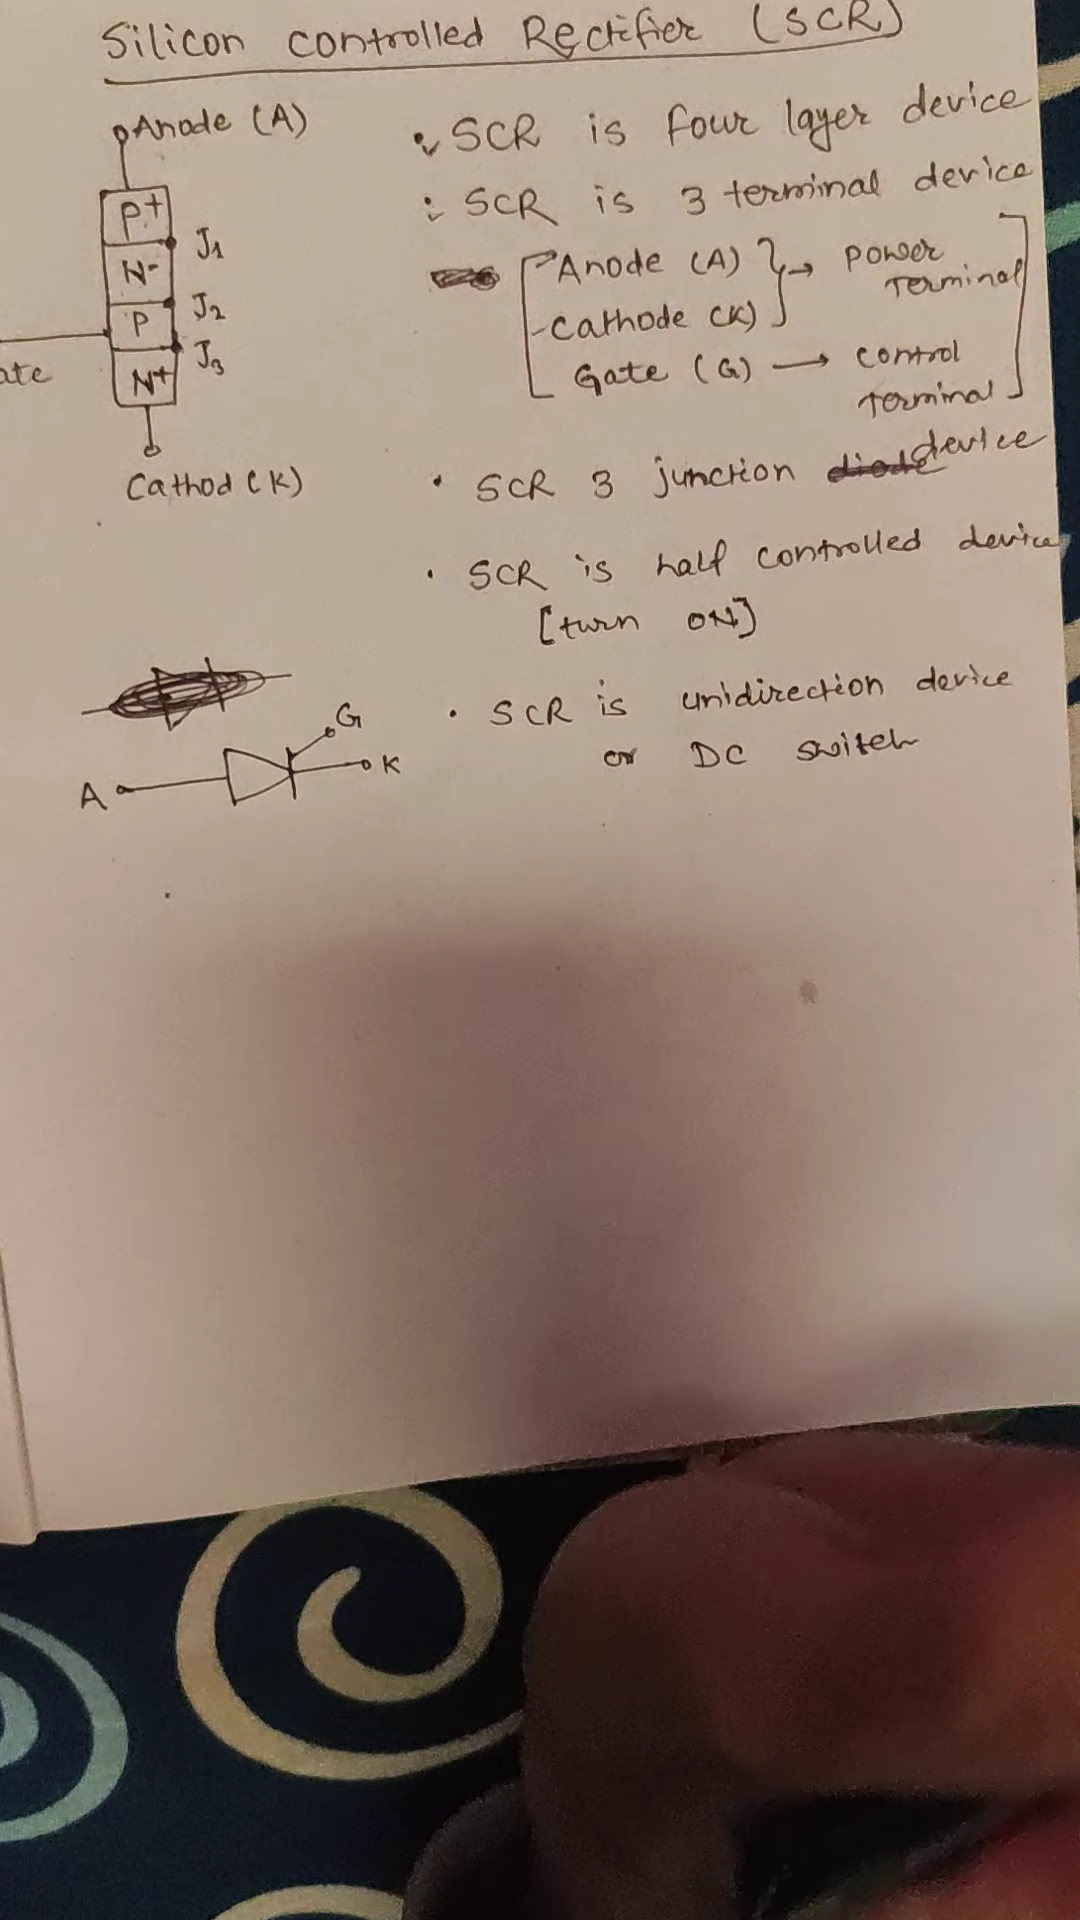 Silicon controlled Rectifier (SCR)
Anode (A)
P+
J1
N-
J2
P
J3
ate
N+
Cathod (K)
G
A
K
SCR is four layer device
SCR is 3 terminal device
Anode (A) → power terminal
Cathode (K)
Gate (G) → control terminal
• SCR 3 junction device
• SCR is half controlled device
[turn ON]
• SCR is unidirection device
or DC switch